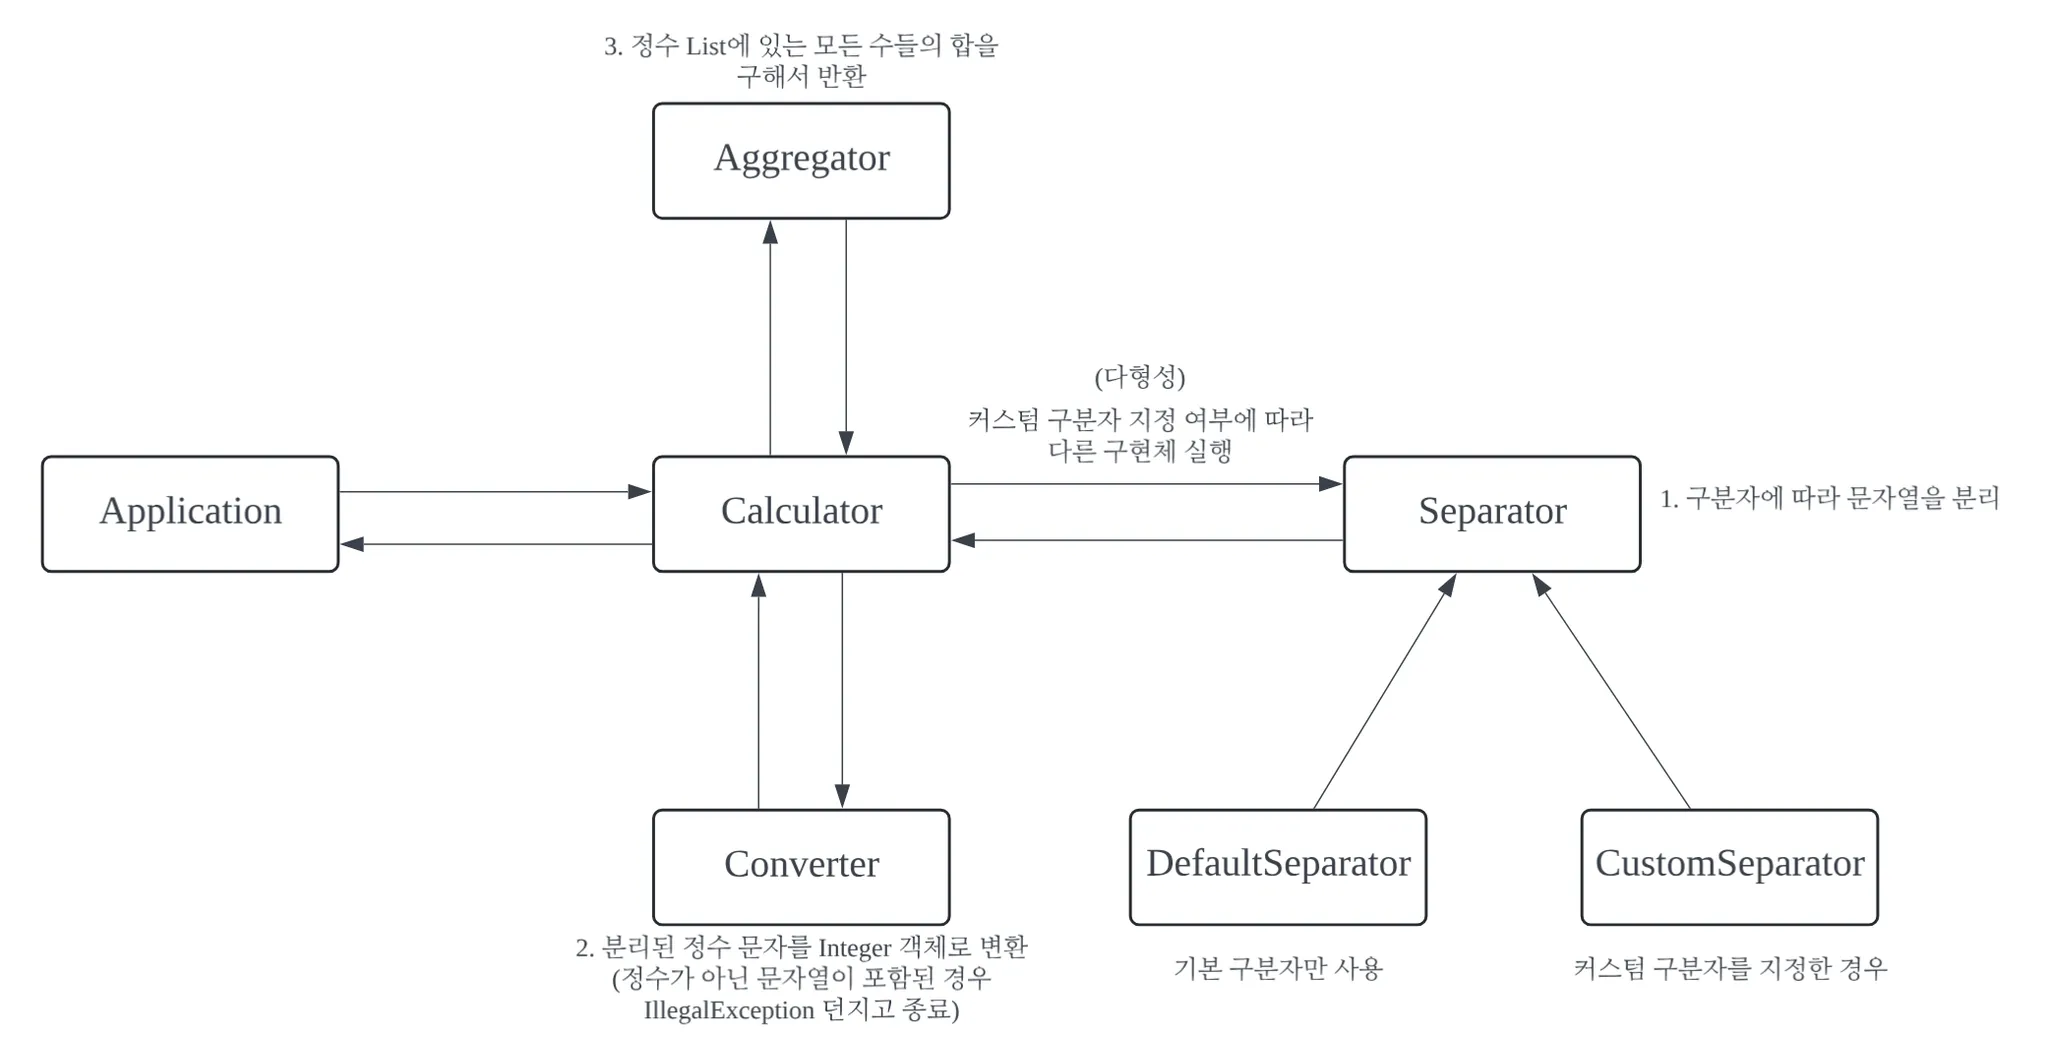 3. 정수 List에 있는 모든 수들의 합을
구해서 반환
Aggregator
(다형성)
커스텀 구분자 지정 여부에 따라
다른 구현체 실행
Application
Calculator
Separator
1. 구분자에 따라 문자열을 분리
Converter
DefaultSeparator
CustomSeparator
2. 분리된 정수 문자를 Integer 객체로 변환
(정수가 아닌 문자열이 포함된 경우
IllegalException 던지고 종료)
기본 구분자만 사용
커스텀 구분자를 지정한 경우